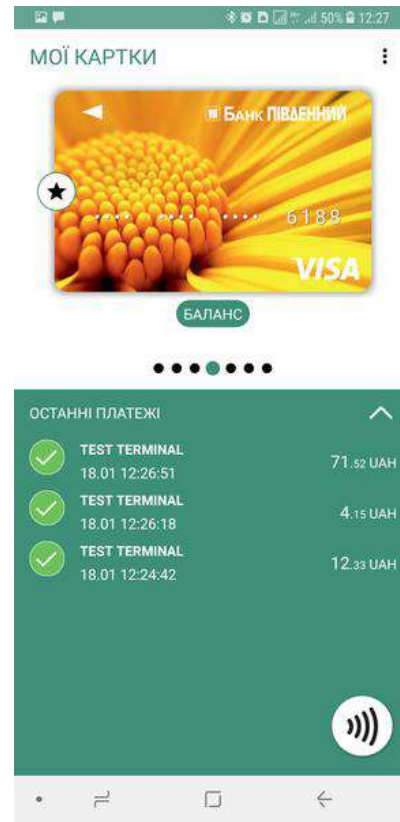 50% 12:27
МОЇ КАРТКИ
БАНК ПІВДЕННИЙ
.... .... .... 6188
VISA
БАЛАНС
ОСТАННІ ПЛАТЕЖІ
TEST TERMINAL
71.52 UAH
18.01 12:26:51
TEST TERMINAL
4.15 UAH
18.01 12:26:18
TEST TERMINAL
12.33 UAH
18.01 12:24:42